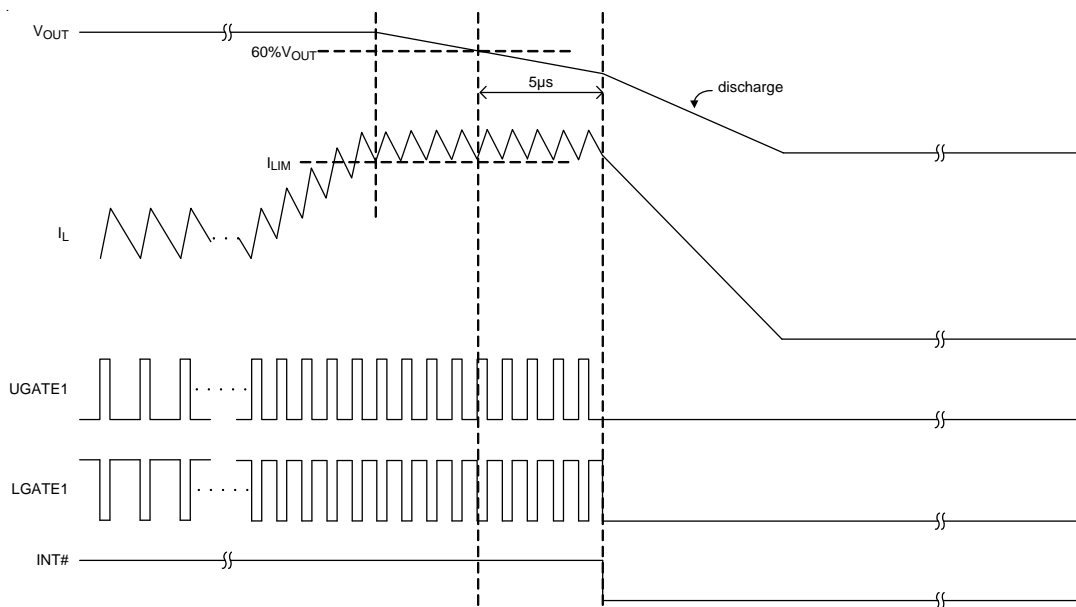 VOUT
60%VOUT
5µs
discharge
ILIM
IL
UGATE1
LGATE1
INT#